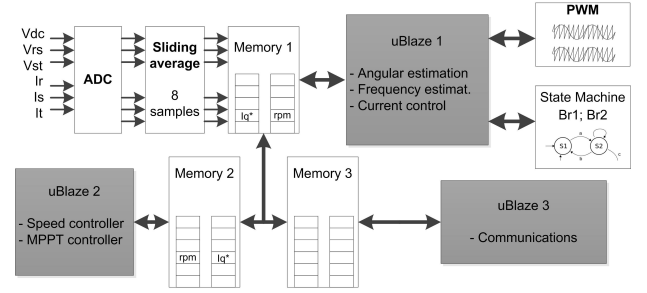 Vdc
Vrs
Vst
Ir
Is
It
ADC
Sliding
average
8
samples
Memory 1
Iq*
rpm
uBlaze 1
- Angular estimation
- Frequency estimat.
- Current control
PWM
State Machine
Br1; Br2
S1
S2
a
b
c
uBlaze 2
- Speed controller
- MPPT controller
Memory 2
rpm
Iq*
Memory 3
uBlaze 3
- Communications